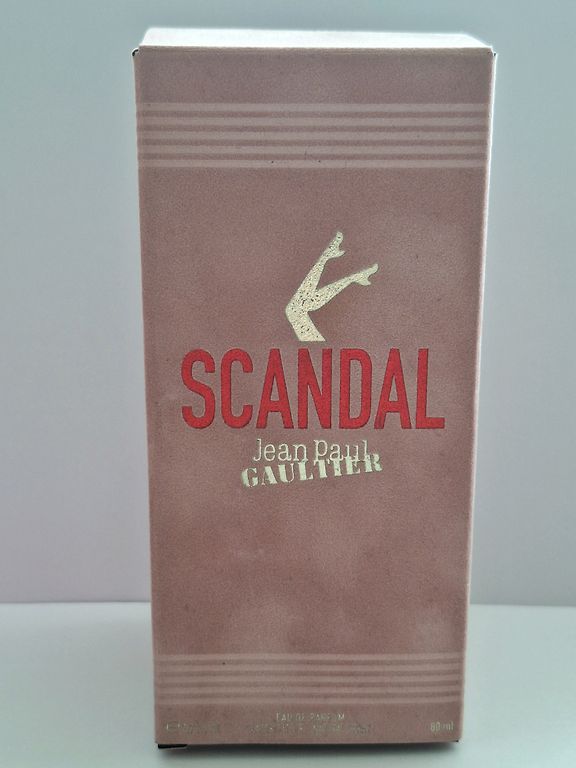 SCANDAL
Jean Paul
GAULTIER
EAU DE PARFUM
80 ml